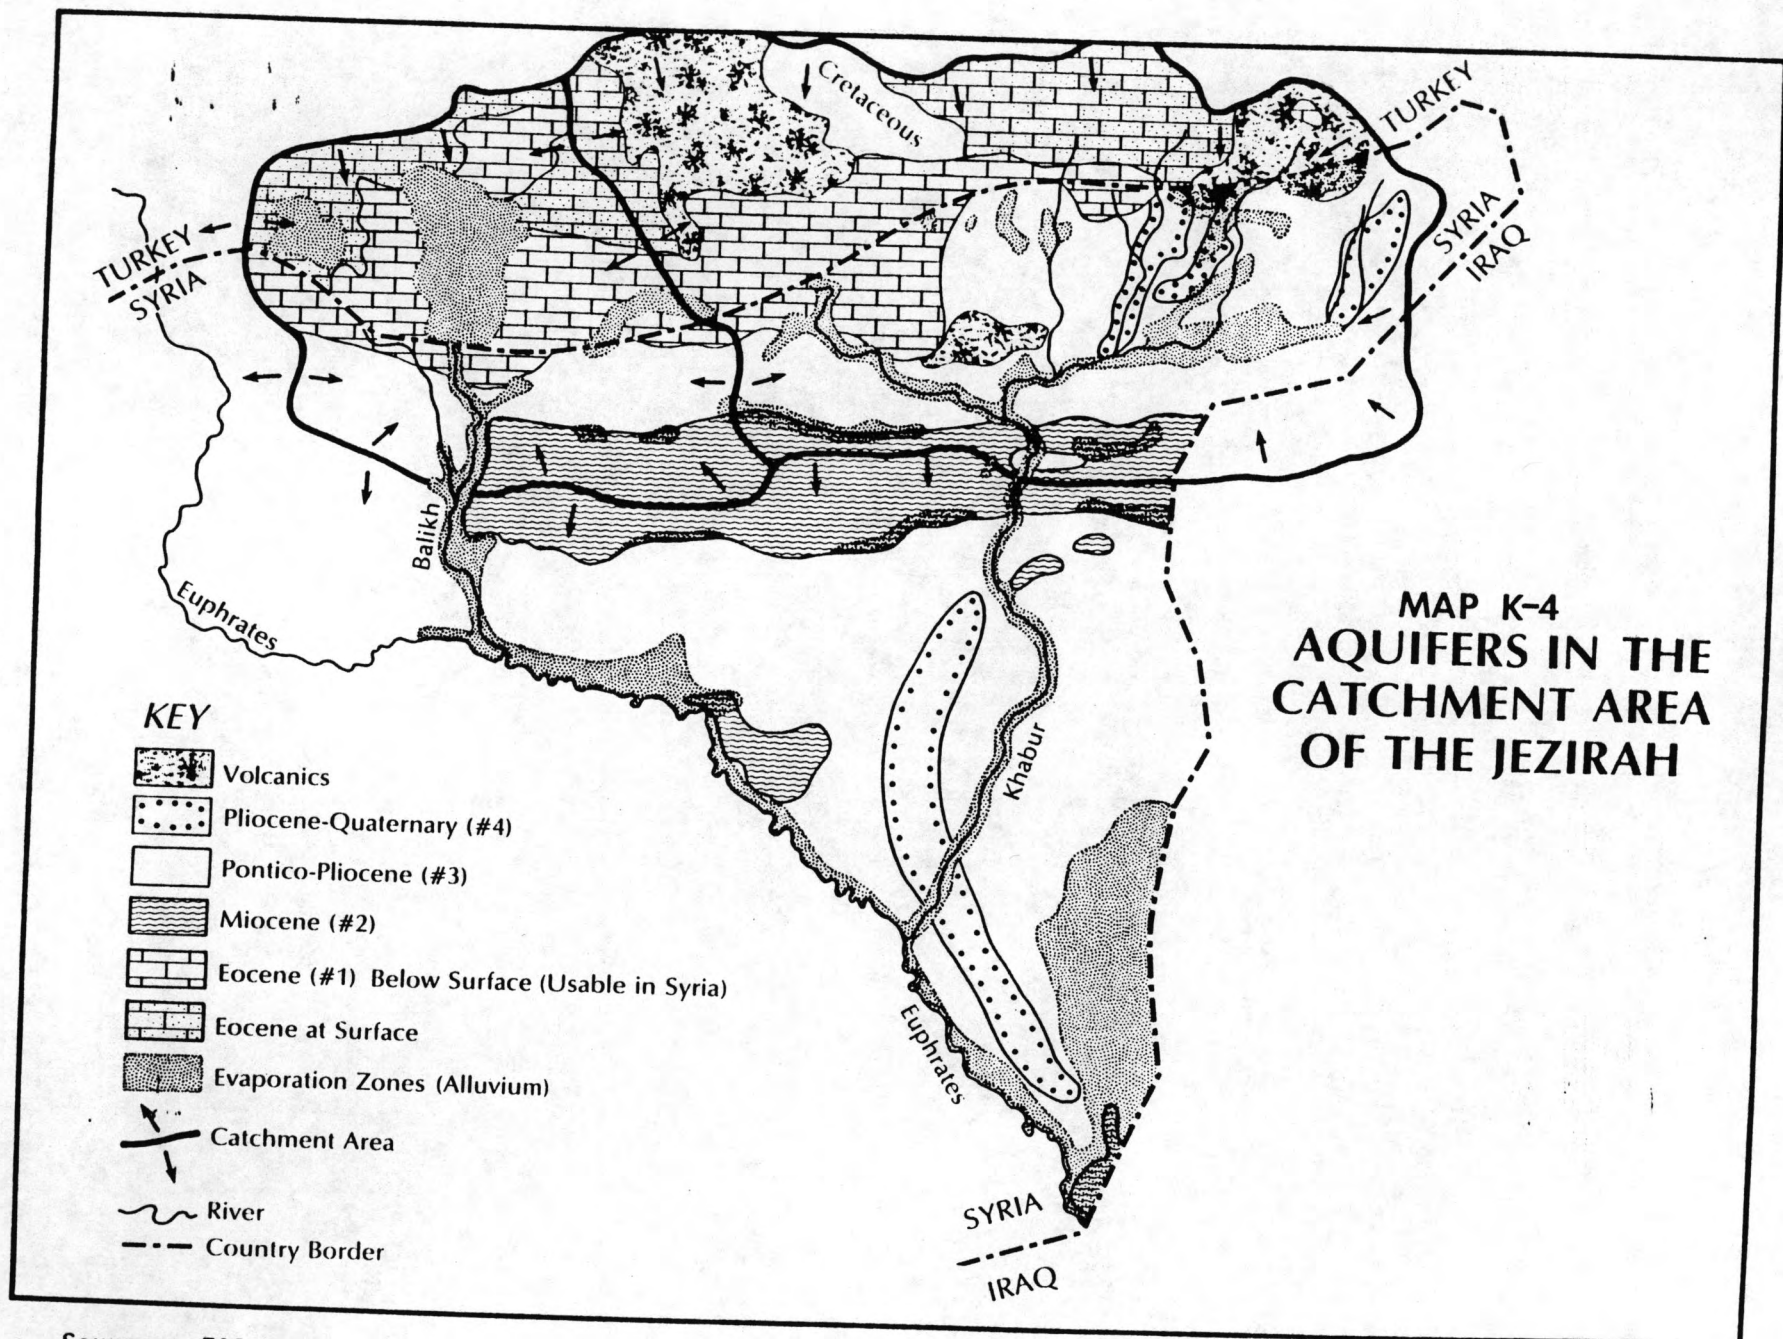 Cretaceous
TURKEY
SYRIA
IRAQ
TURKEY
SYRIA
Balikh
Euphrates
MAP K-4
AQUIFERS IN THE
CATCHMENT AREA
OF THE JEZIRAH
KEY
Volcanics
Pliocene-Quaternary (#4)
Pontico-Pliocene (#3)
Miocene (#2)
Eocene (#1) Below Surface (Usable in Syria)
Eocene at Surface
Evaporation Zones (Alluvium)
Catchment Area
River
Country Border
Khabur
Euphrates
SYRIA
IRAQ